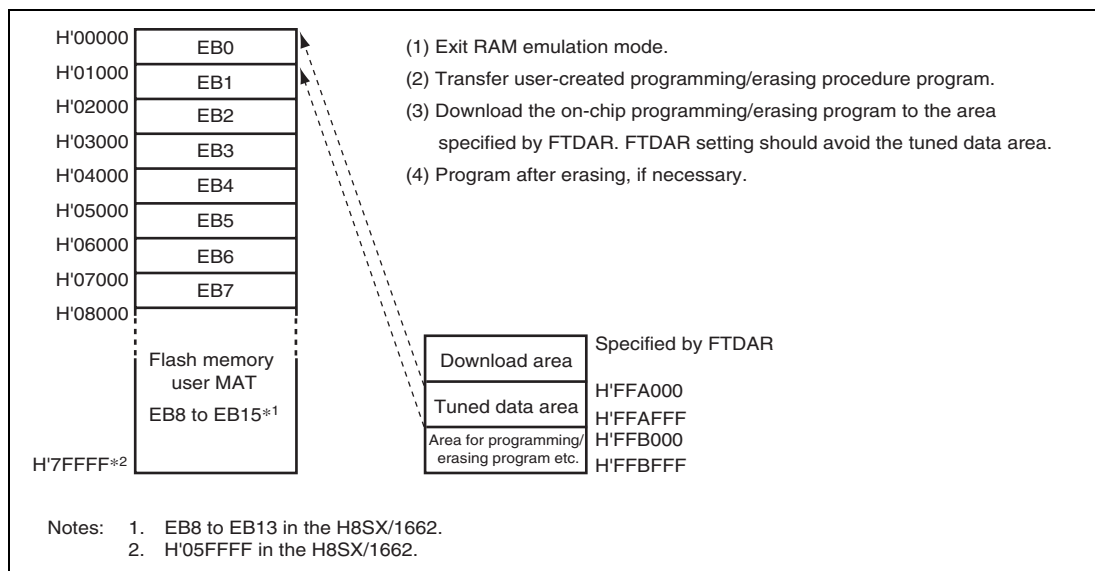 H'00000
EB0
H'01000
EB1
H'02000
EB2
H'03000
EB3
H'04000
EB4
H'05000
EB5
H'06000
EB6
H'07000
EB7
H'08000
Flash memory
user MAT
EB8 to EB15*1
H'7FFFF*2
(1) Exit RAM emulation mode.
(2) Transfer user-created programming/erasing procedure program.
(3) Download the on-chip programming/erasing program to the area
specified by FTDAR. FTDAR setting should avoid the tuned data area.
(4) Program after erasing, if necessary.
Specified by FTDAR
Download area
H'FFA000
Tuned data area
H'FFAFFF
H'FFB000
Area for programming/
erasing program etc.
H'FFBFFF
Notes: 1. EB8 to EB13 in the H8SX/1662.
2. H'05FFFF in the H8SX/1662.